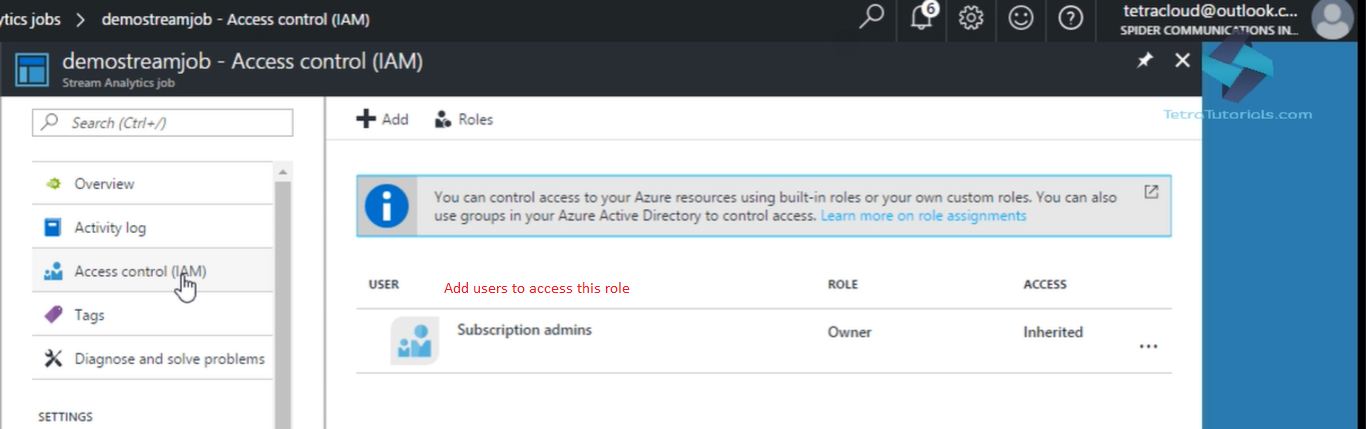 ytics jobs > demostreamjob - Access control (IAM)
6
tetracloud@outlook.c...
SPIDER COMMUNICATIONS IN...
demostreamjob - Access control (IAM)
Stream Analytics job
TetraTutorials.com
Search (Ctrl+/)
Add Roles
Overview
Activity log
Access control (IAM)
Tags
Diagnose and solve problems
SETTINGS
You can control access to your Azure resources using built-in roles or your own custom roles. You can also
use groups in your Azure Active Directory to control access. Learn more on role assignments
USER Add users to access this role ROLE ACCESS
Subscription admins Owner Inherited ...